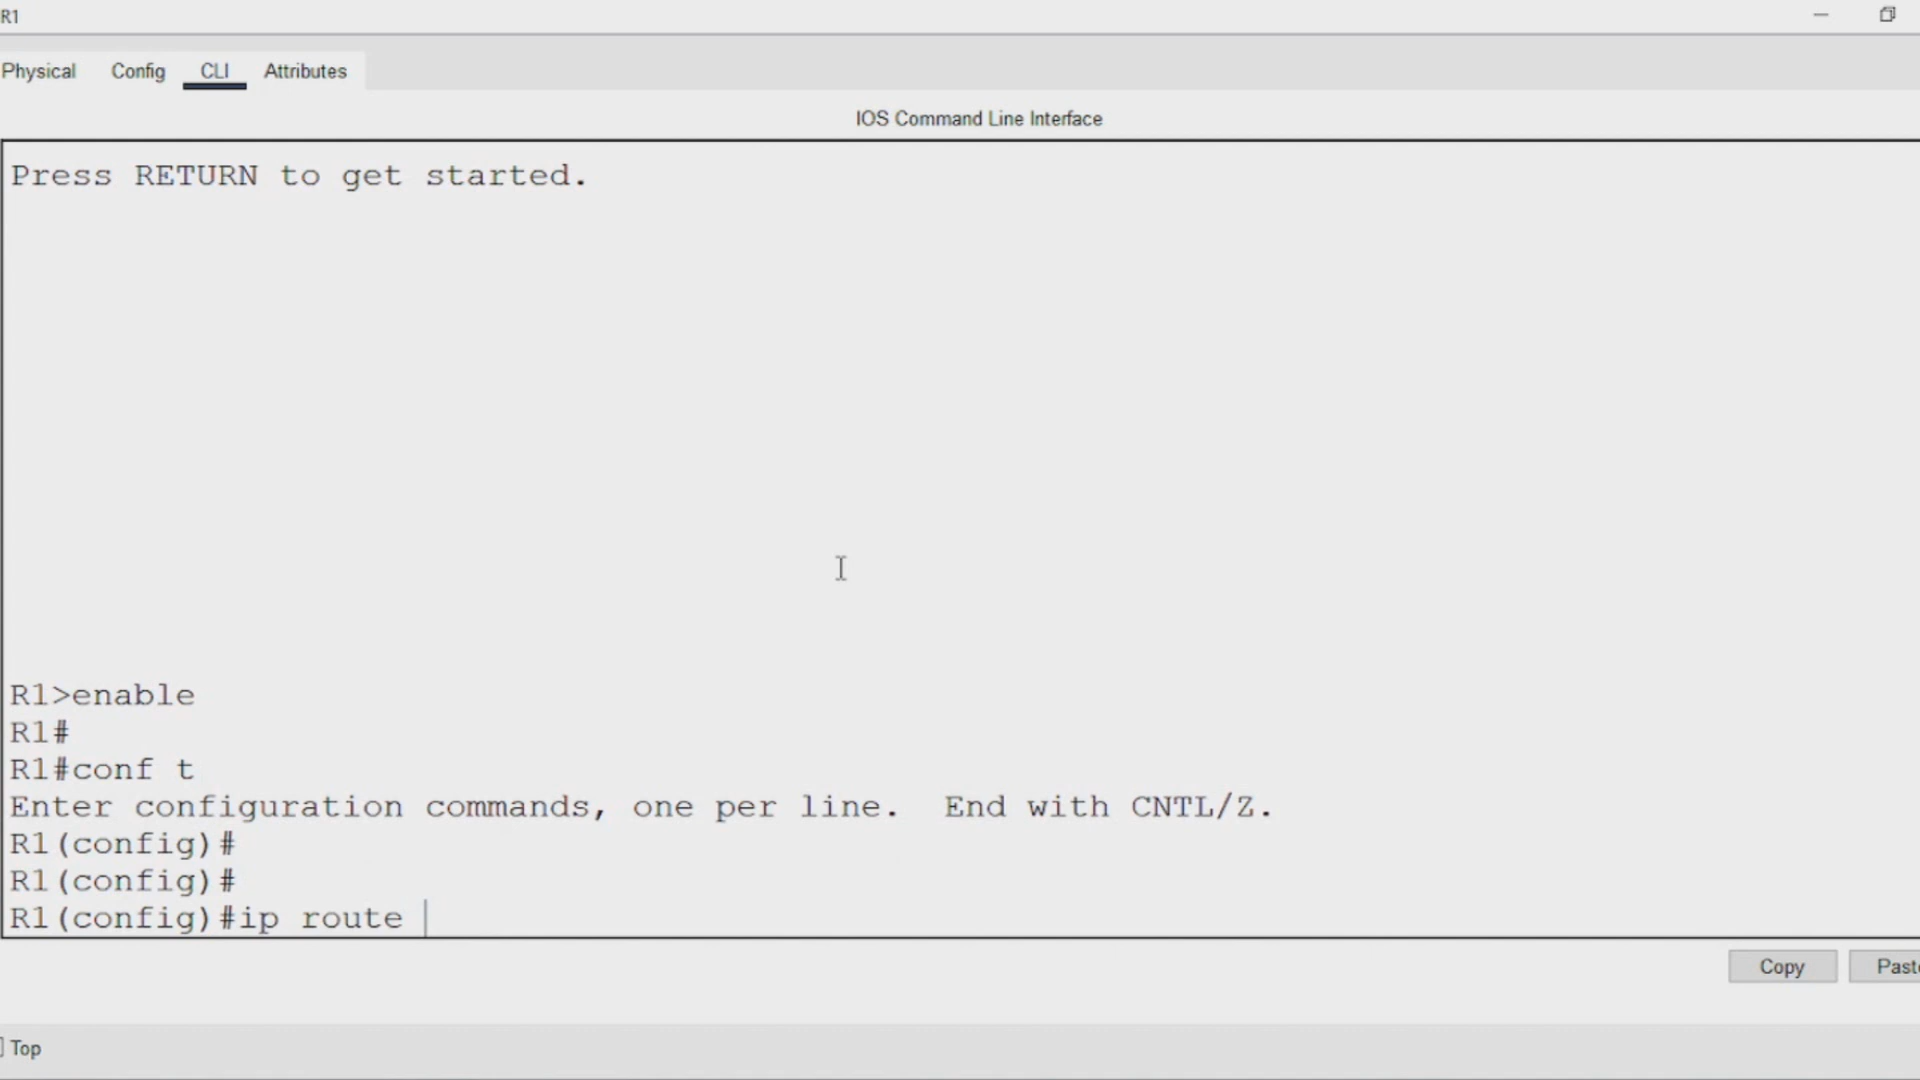 R1
Physical Config CLI Attributes
IOS Command Line Interface
Press RETURN to get started.
R1>enable
R1#
R1#conf t
Enter configuration commands, one per line.  End with CNTL/Z.
R1(config)#
R1(config)#
R1(config)#ip route
Copy Paste
Top